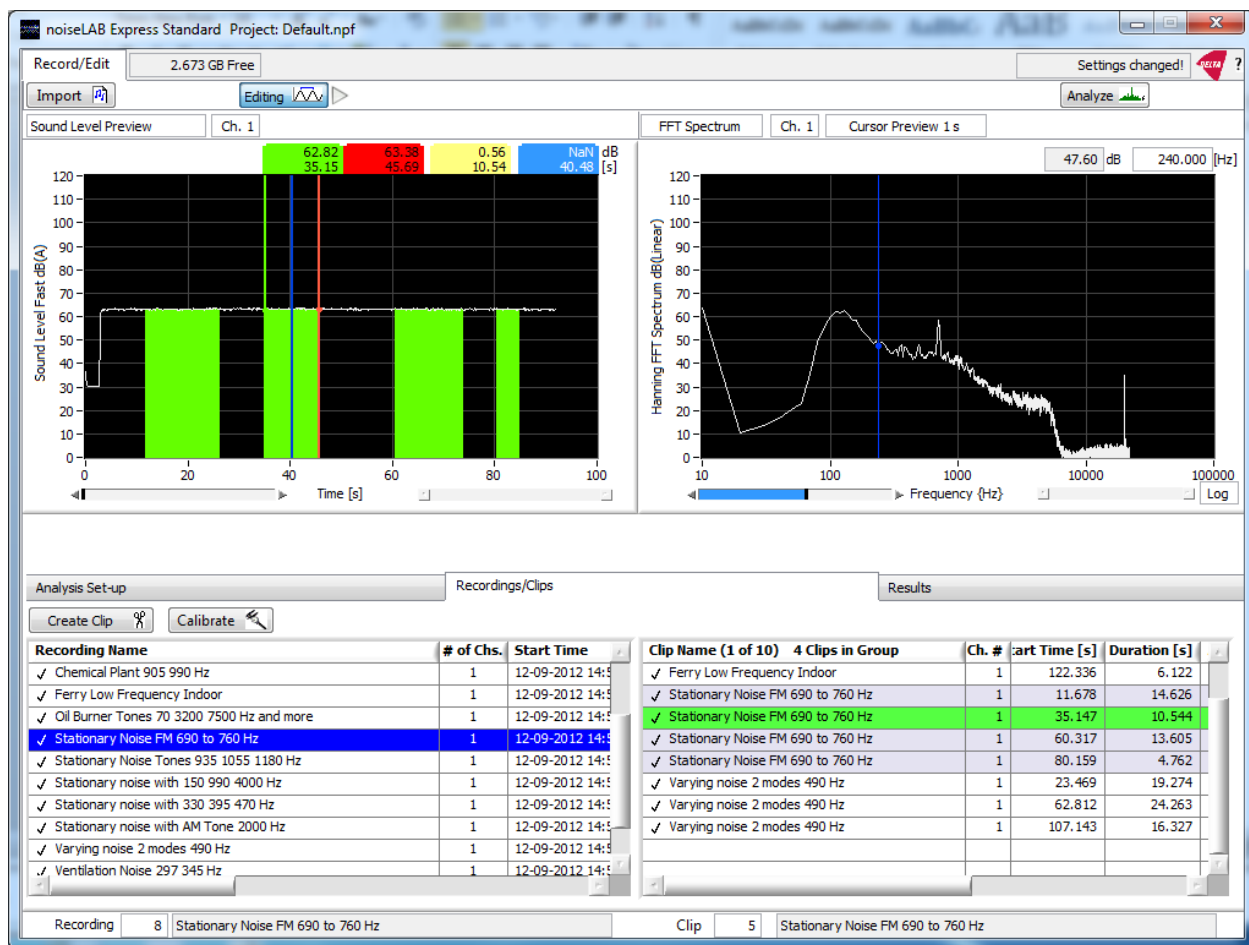 noiseLAB Express Standard Project: Default.npf
Record/Edit 2.673 GB Free Settings changed! DELTA ?
Import Editing Analyze
Sound Level Preview Ch. 1 FFT Spectrum Ch. 1 Cursor Preview 1 s
62.82 63.38 0.56 NaN dB
35.15 45.69 10.54 40.48 [s]
47.60 dB 240.000 [Hz]
Sound Level Fast dB(A)
120
110
100
90
80
70
60
50
40
30
20
10
0
0 20 40 60 80 100
Time [s]
Hanning FFT Spectrum dB(Linear)
120
110
100
90
80
70
60
50
40
30
20
10
0
10 100 1000 10000 100000
Frequency {Hz} Log
Analysis Set-up Recordings/Clips Results
Create Clip Calibrate
Recording Name # of Chs. Start Time
Chemical Plant 905 990 Hz 1 12-09-2012 14:5
Ferry Low Frequency Indoor 1 12-09-2012 14:5
Oil Burner Tones 70 3200 7500 Hz and more 1 12-09-2012 14:5
Stationary Noise FM 690 to 760 Hz 1 12-09-2012 14:5
Stationary Noise Tones 935 1055 1180 Hz 1 12-09-2012 14:5
Stationary noise with 150 990 4000 Hz 1 12-09-2012 14:5
Stationary noise with 330 395 470 Hz 1 12-09-2012 14:5
Stationary noise with AM Tone 2000 Hz 1 12-09-2012 14:5
Varying noise 2 modes 490 Hz 1 12-09-2012 14:5
Ventilation Noise 297 345 Hz 1 12-09-2012 14:5
Clip Name (1 of 10) 4 Clips in Group Ch. # :art Time [s] Duration [s]
Ferry Low Frequency Indoor 1 122.336 6.122
Stationary Noise FM 690 to 760 Hz 1 11.678 14.626
Stationary Noise FM 690 to 760 Hz 1 35.147 10.544
Stationary Noise FM 690 to 760 Hz 1 60.317 13.605
Stationary Noise FM 690 to 760 Hz 1 80.159 4.762
Varying noise 2 modes 490 Hz 1 23.469 19.274
Varying noise 2 modes 490 Hz 1 62.812 24.263
Varying noise 2 modes 490 Hz 1 107.143 16.327
Recording 8 Stationary Noise FM 690 to 760 Hz Clip 5 Stationary Noise FM 690 to 760 Hz